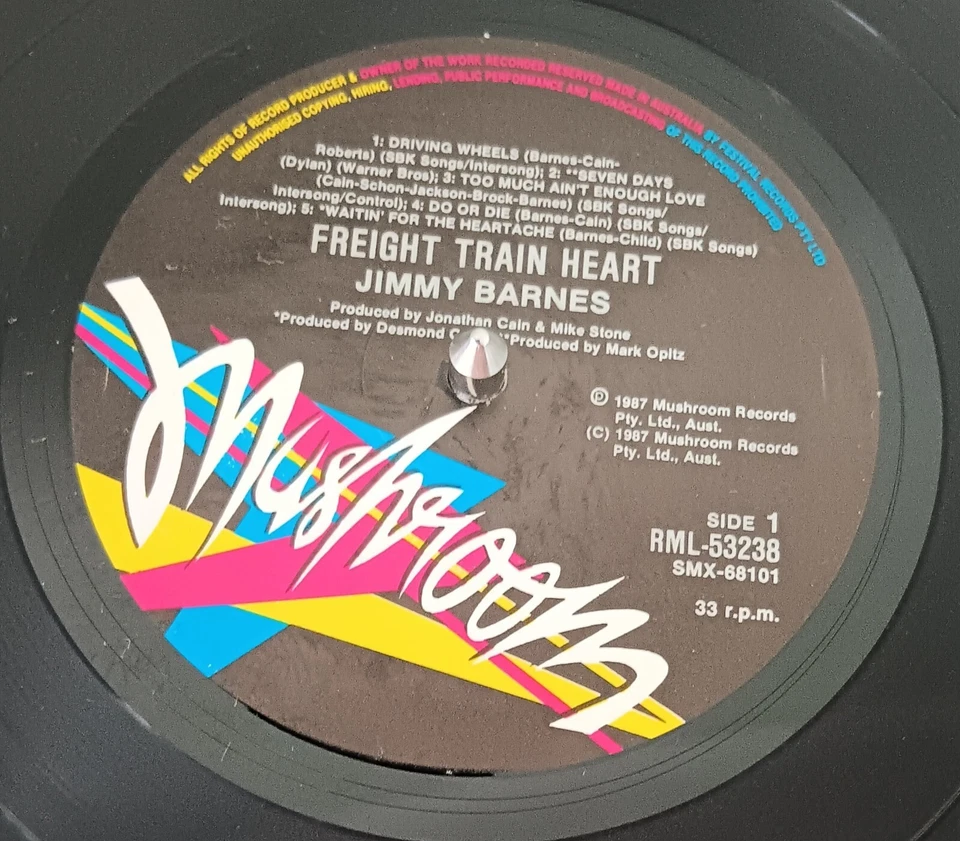 ALL RIGHTS OF RECORD PRODUCER & OWNER OF THE WORK RECORDED RESERVED MADE IN AUSTRALIA BY FESTIVAL RECORDS PTY LTD
UNAUTHORISED COPYING, HIRING, LENDING, PUBLIC PERFORMANCE AND BROADCASTING OF THIS RECORD PROHIBITED
1: DRIVING WHEELS (Barnes-Cain-
Roberts) (SBK Songs/Intersong); 2: **SEVEN DAYS
(Dylan) (Warner Bros); 3: TOO MUCH AIN'T ENOUGH LOVE
(Cain-Schon-Jackson-Brock-Barnes) (SBK Songs/
Intersong/Control); 4: DO OR DIE (Barnes-Cain) (SBK Songs/
Intersong); 5: *WAITIN' FOR THE HEARTACHE (Barnes-Child) (SBK Songs)
FREIGHT TRAIN HEART
JIMMY BARNES
Produced by Jonathan Cain & Mike Stone
*Produced by Desmond **Produced by Mark Opitz
Ⓟ 1987 Mushroom Records
Pty. Ltd., Aust.
(C) 1987 Mushroom Records
Pty. Ltd., Aust.
Mushroom
SIDE 1
RML-53238
SMX-68101
33 r.p.m.